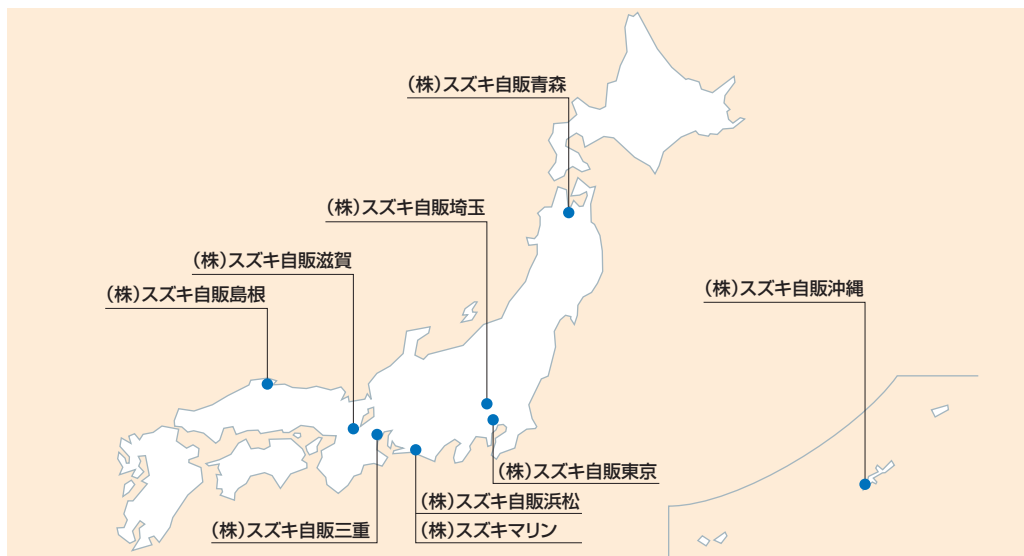 (株)スズキ自販青森
(株)スズキ自販埼玉
(株)スズキ自販滋賀
(株)スズキ自販島根
(株)スズキ自販沖縄
(株)スズキ自販東京
(株)スズキ自販浜松
(株)スズキ自販三重
(株)スズキマリン